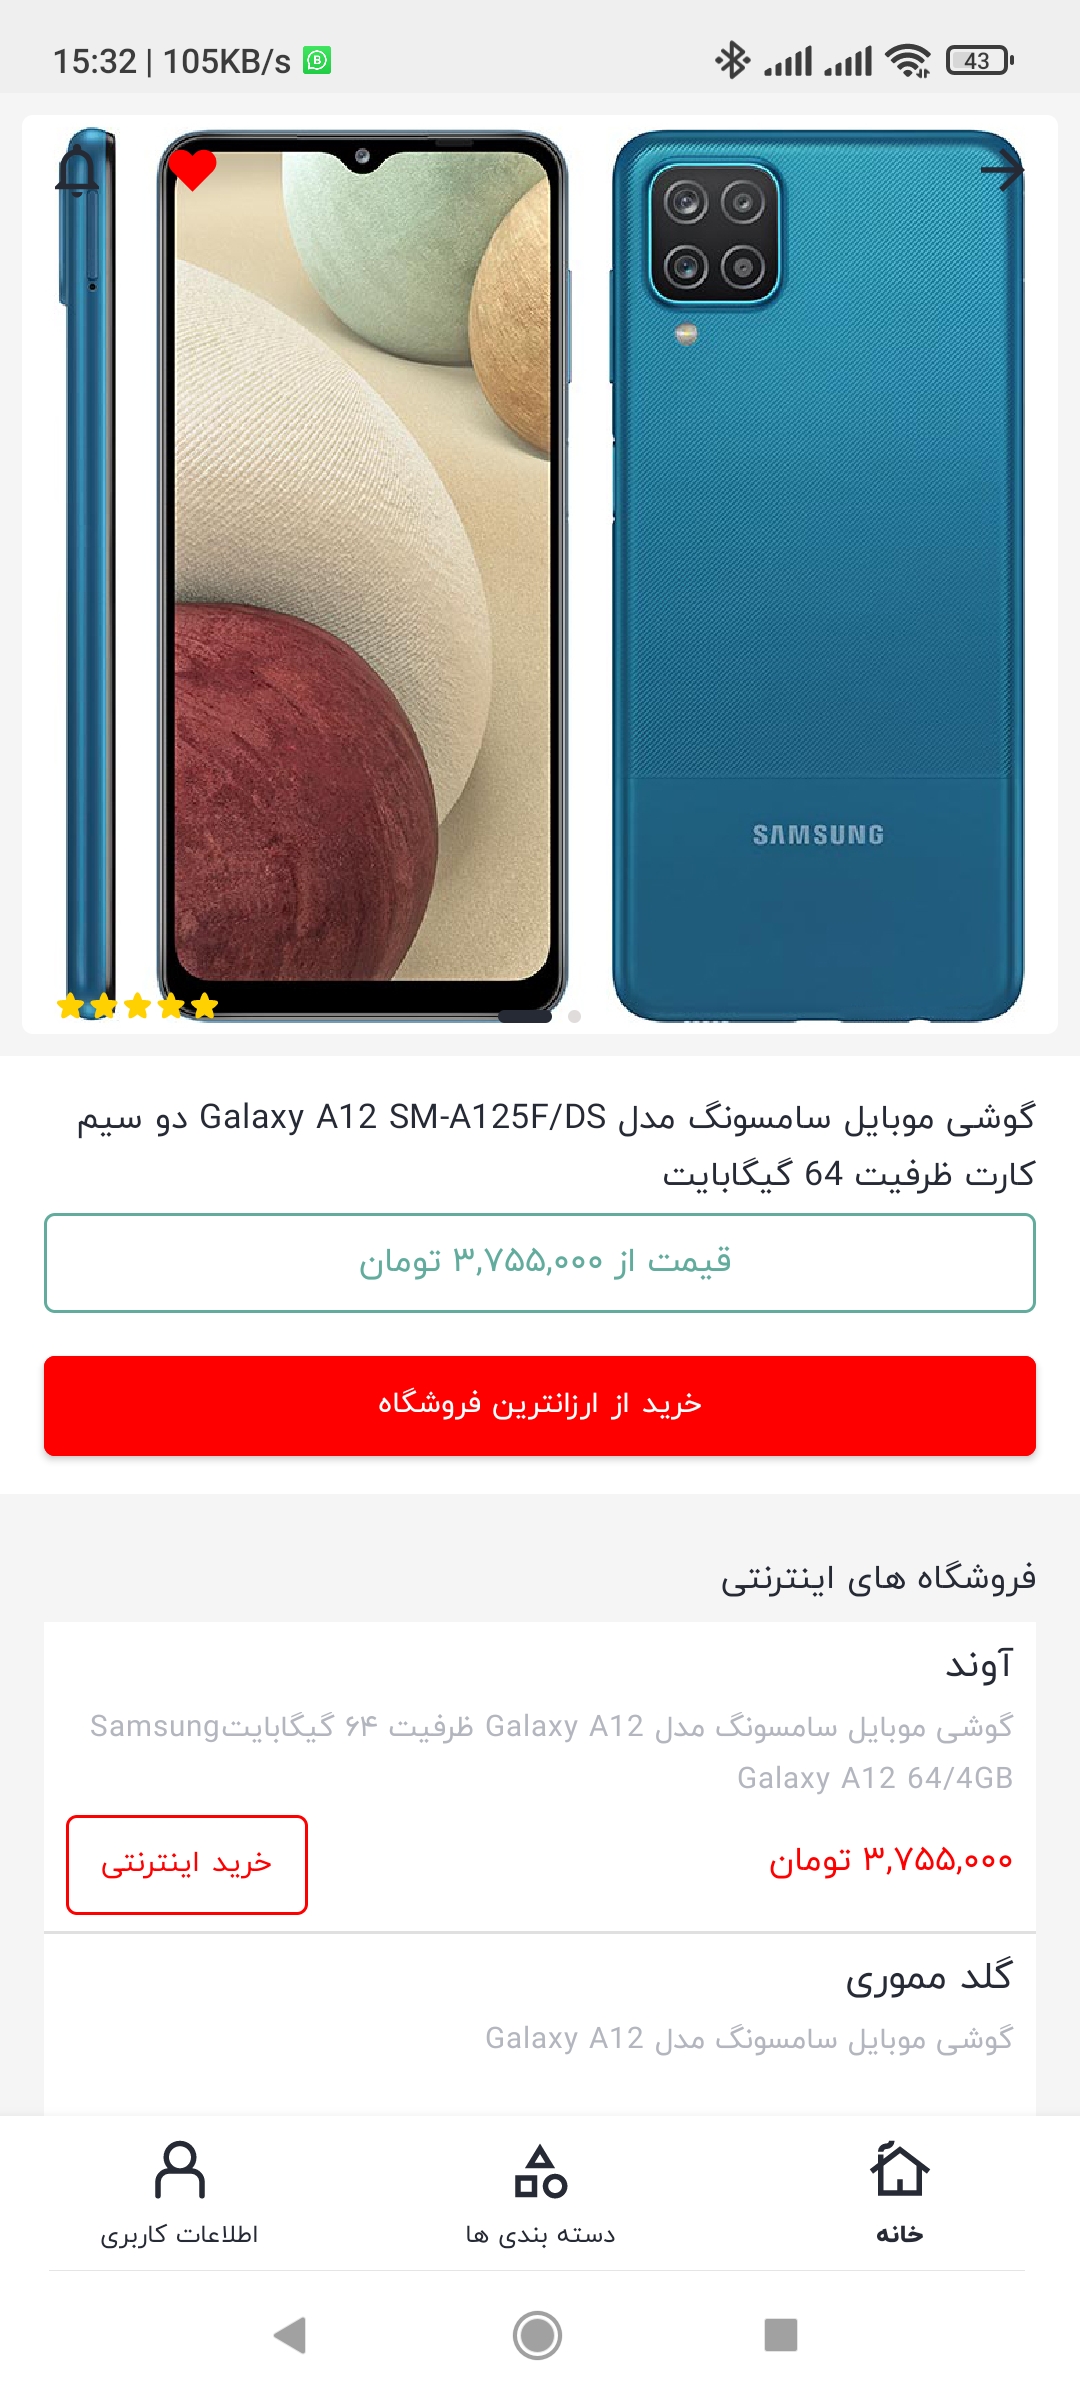 15:32 | 105KB/s
43
SAMSUNG
گوشی موبایل سامسونگ مدل Galaxy A12 SM-A125F/DS دو سیم
کارت ظرفیت 64 گیگابایت
قیمت از ۳,۷۵۵,۰۰۰ تومان
خرید از ارزانترین فروشگاه
فروشگاه های اینترنتی
آوند
گوشی موبایل سامسونگ مدل Galaxy A12 ظرفیت ۶۴ گیگابایتSamsung
Galaxy A12 64/4GB
۳,۷۵۵,۰۰۰ تومان
خرید اینترنتی
گلد مموری
گوشی موبایل سامسونگ مدل Galaxy A12
خانه
دسته بندی ها
اطلاعات کاربری